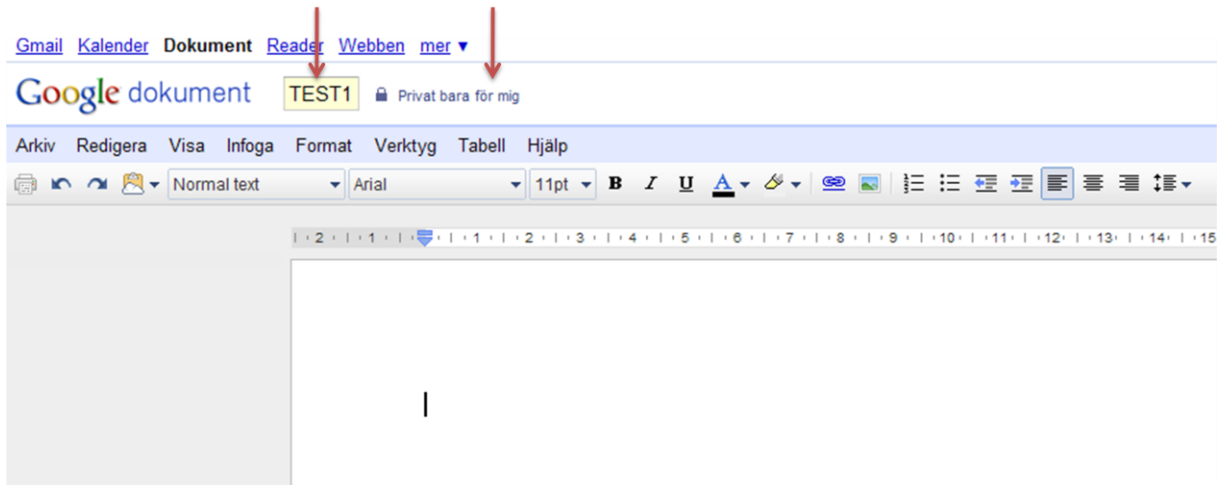 Gmail Kalender Dokument Reader Webben mer ▼
Google dokument TEST1 Privat bara för mig
Arkiv Redigera Visa Infoga Format Verktyg Tabell Hjälp
Normal text Arial 11pt B I U A
2 1 1 2 3 4 5 6 7 8 9 10 11 12 13 14 15